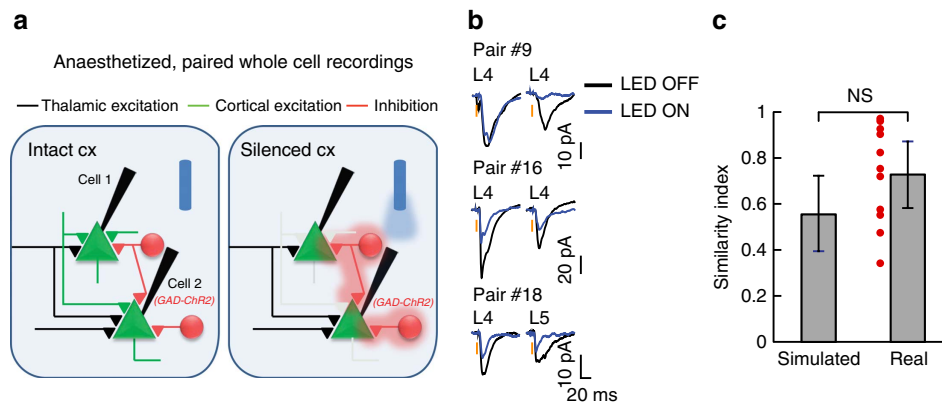 a
Anaesthetized, paired whole cell recordings
Thalamic excitation Cortical excitation Inhibition
Intact cx
Cell 1
Cell 2
(GAD-ChR2)
Silenced cx
(GAD-ChR2)
b
Pair #9
L4 L4
LED OFF
LED ON
10 pA
Pair #16
L4 L4
20 pA
Pair #18
L4 L5
10 pA
20 ms
c
NS
Similarity index
1
0.8
0.6
0.4
0.2
0
Simulated Real